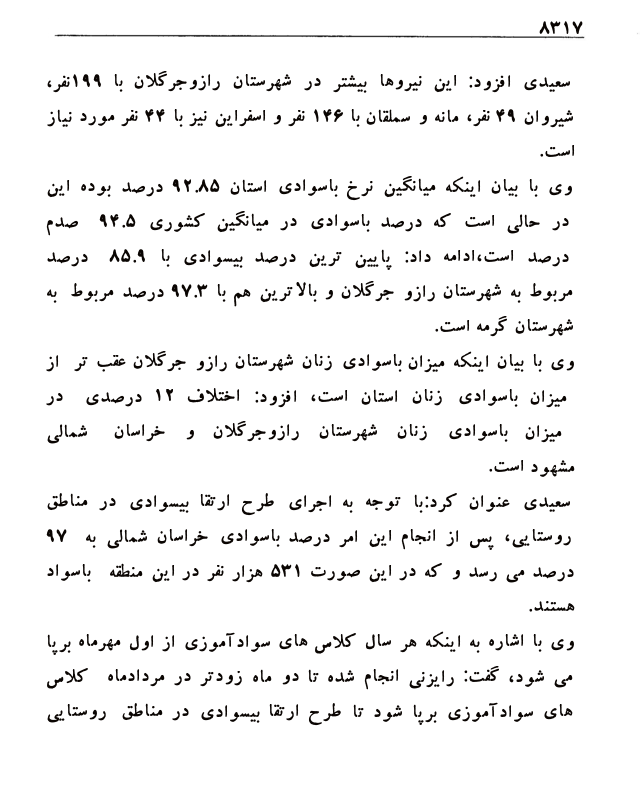 ۸۳۱۷
سعیدی افزود: این نیروها بیشتر در شهرستان رازوجرگلان با ۱۹۹نفر،
شیروان ۴۹ نفر، مانه و سملقان با ۱۴۶ نفر و اسفراین نیز با ۴۴ نفر مورد نیاز
است.
وی با بیان اینکه میانگین نرخ باسوادی استان ۹۲.۸۵ درصد بوده این
در حالی است که درصد باسوادی در میانگین کشوری ۹۴.۵ صدم
درصد است،ادامه داد: پایین ترین درصد بیسوادی با ۸۵.۹ درصد
مربوط به شهرستان رازو جرگلان و بالاترین هم با ۹۷.۳ درصد مربوط به
شهرستان گرمه است.
وی با بیان اینکه میزان باسوادی زنان شهرستان رازو جرگلان عقب تر از
میزان باسوادی زنان استان است، افزود: اختلاف ۱۲ درصدی در
میزان باسوادی زنان شهرستان رازوجرگلان و خراسان شمالی
مشهود است.
سعیدی عنوان کرد:با توجه به اجرای طرح ارتقا بیسوادی در مناطق
روستایی، پس از انجام این امر درصد باسوادی خراسان شمالی به ۹۷
درصد می رسد و که در این صورت ۵۳۱ هزار نفر در این منطقه باسواد
هستند.
وی با اشاره به اینکه هر سال کلاس های سوادآموزی از اول مهرماه برپا
می شود، گفت: رایزنی انجام شده تا دو ماه زودتر در مردادماه کلاس
های سوادآموزی برپا شود تا طرح ارتقا بیسوادی در مناطق روستایی